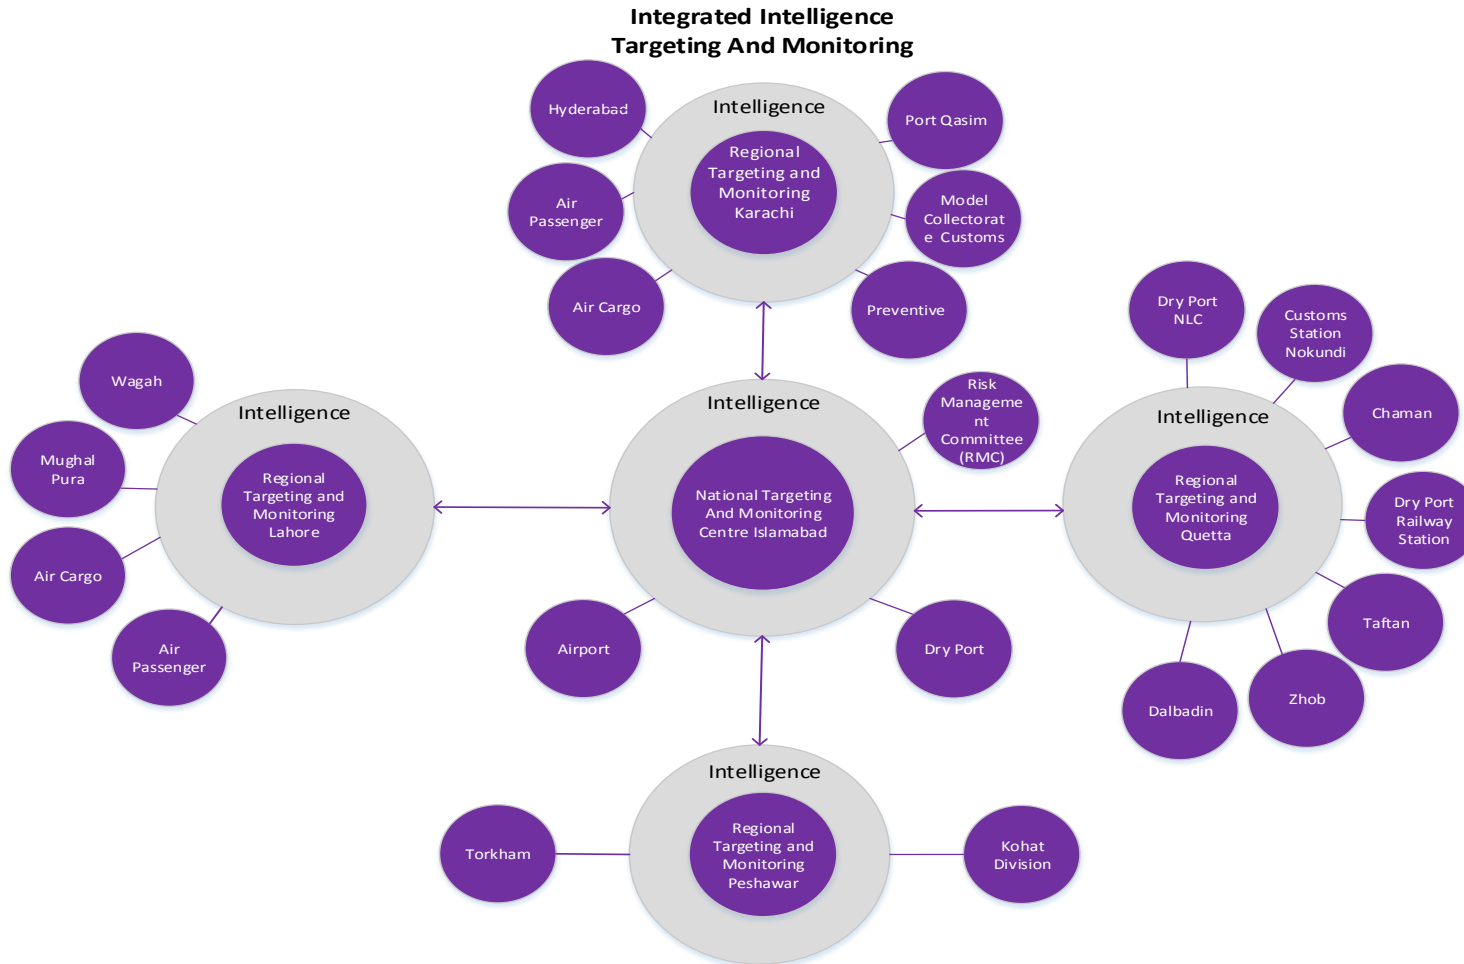 Integrated Intelligence
Targeting And Monitoring
Intelligence
Regional
Targeting and
Monitoring
Karachi
Hyderabad
Air
Passenger
Air Cargo
Port Qasim
Model
Collectorat
e Customs
Preventive
Intelligence
Regional
Targeting and
Monitoring
Lahore
Wagah
Mughal
Pura
Air Cargo
Air
Passenger
Intelligence
National Targeting
And Monitoring
Centre Islamabad
Risk
Manageme
nt
Committee
(RMC)
Airport
Dry Port
Intelligence
Regional
Targeting and
Monitoring
Quetta
Dry Port
NLC
Customs
Station
Nokundi
Chaman
Dry Port
Railway
Station
Taftan
Zhob
Dalbadin
Intelligence
Regional
Targeting and
Monitoring
Peshawar
Torkham
Kohat
Division